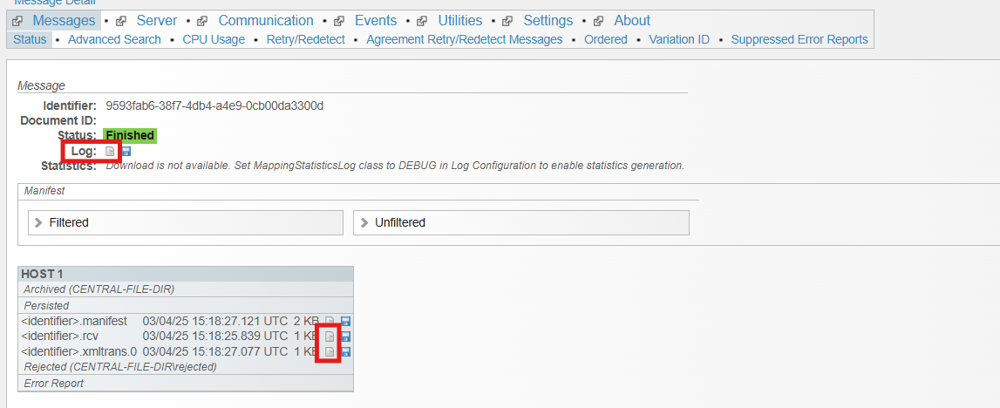 Message Detail
Messages • Server • Communication • Events • Utilities • Settings • About
Status • Advanced Search • CPU Usage • Retry/Redetect • Agreement Retry/Redetect Messages • Ordered • Variation ID • Suppressed Error Reports
Message
Identifier: 9593fab6-38f7-4db4-a4e9-0cb00da3300d
Document ID:
Status: Finished
Log:
Statistics: Download is not available. Set MappingStatisticsLog class to DEBUG in Log Configuration to enable statistics generation.
Manifest
Filtered Unfiltered
HOST 1
Archived (CENTRAL-FILE-DIR)
Persisted
<identifier>.manifest 03/04/25 15:18:27.121 UTC 2 KB
<identifier>.rcv 03/04/25 15:18:25.839 UTC 1 KB
<identifier>.xmltrans.0 03/04/25 15:18:27.077 UTC 1 KB
Rejected (CENTRAL-FILE-DIR\rejected)
Error Report